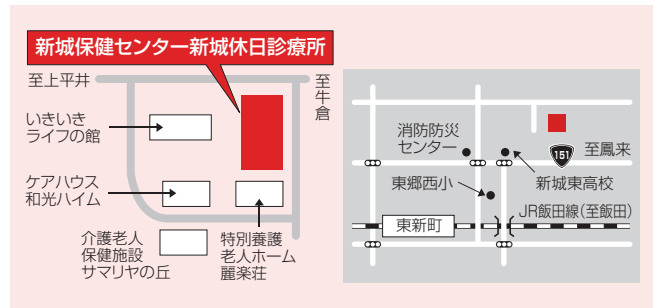 新城保健センター新城休日診療所
至上平井
至牛倉
いきいき
ライフの館
ケアハウス
和光ハイム
介護老人
保健施設
サマリヤの丘
特別養護
老人ホーム
麗楽荘
消防防災
センター
151
至鳳来
東郷西小
新城東高校
JR飯田線(至飯田)
東新町